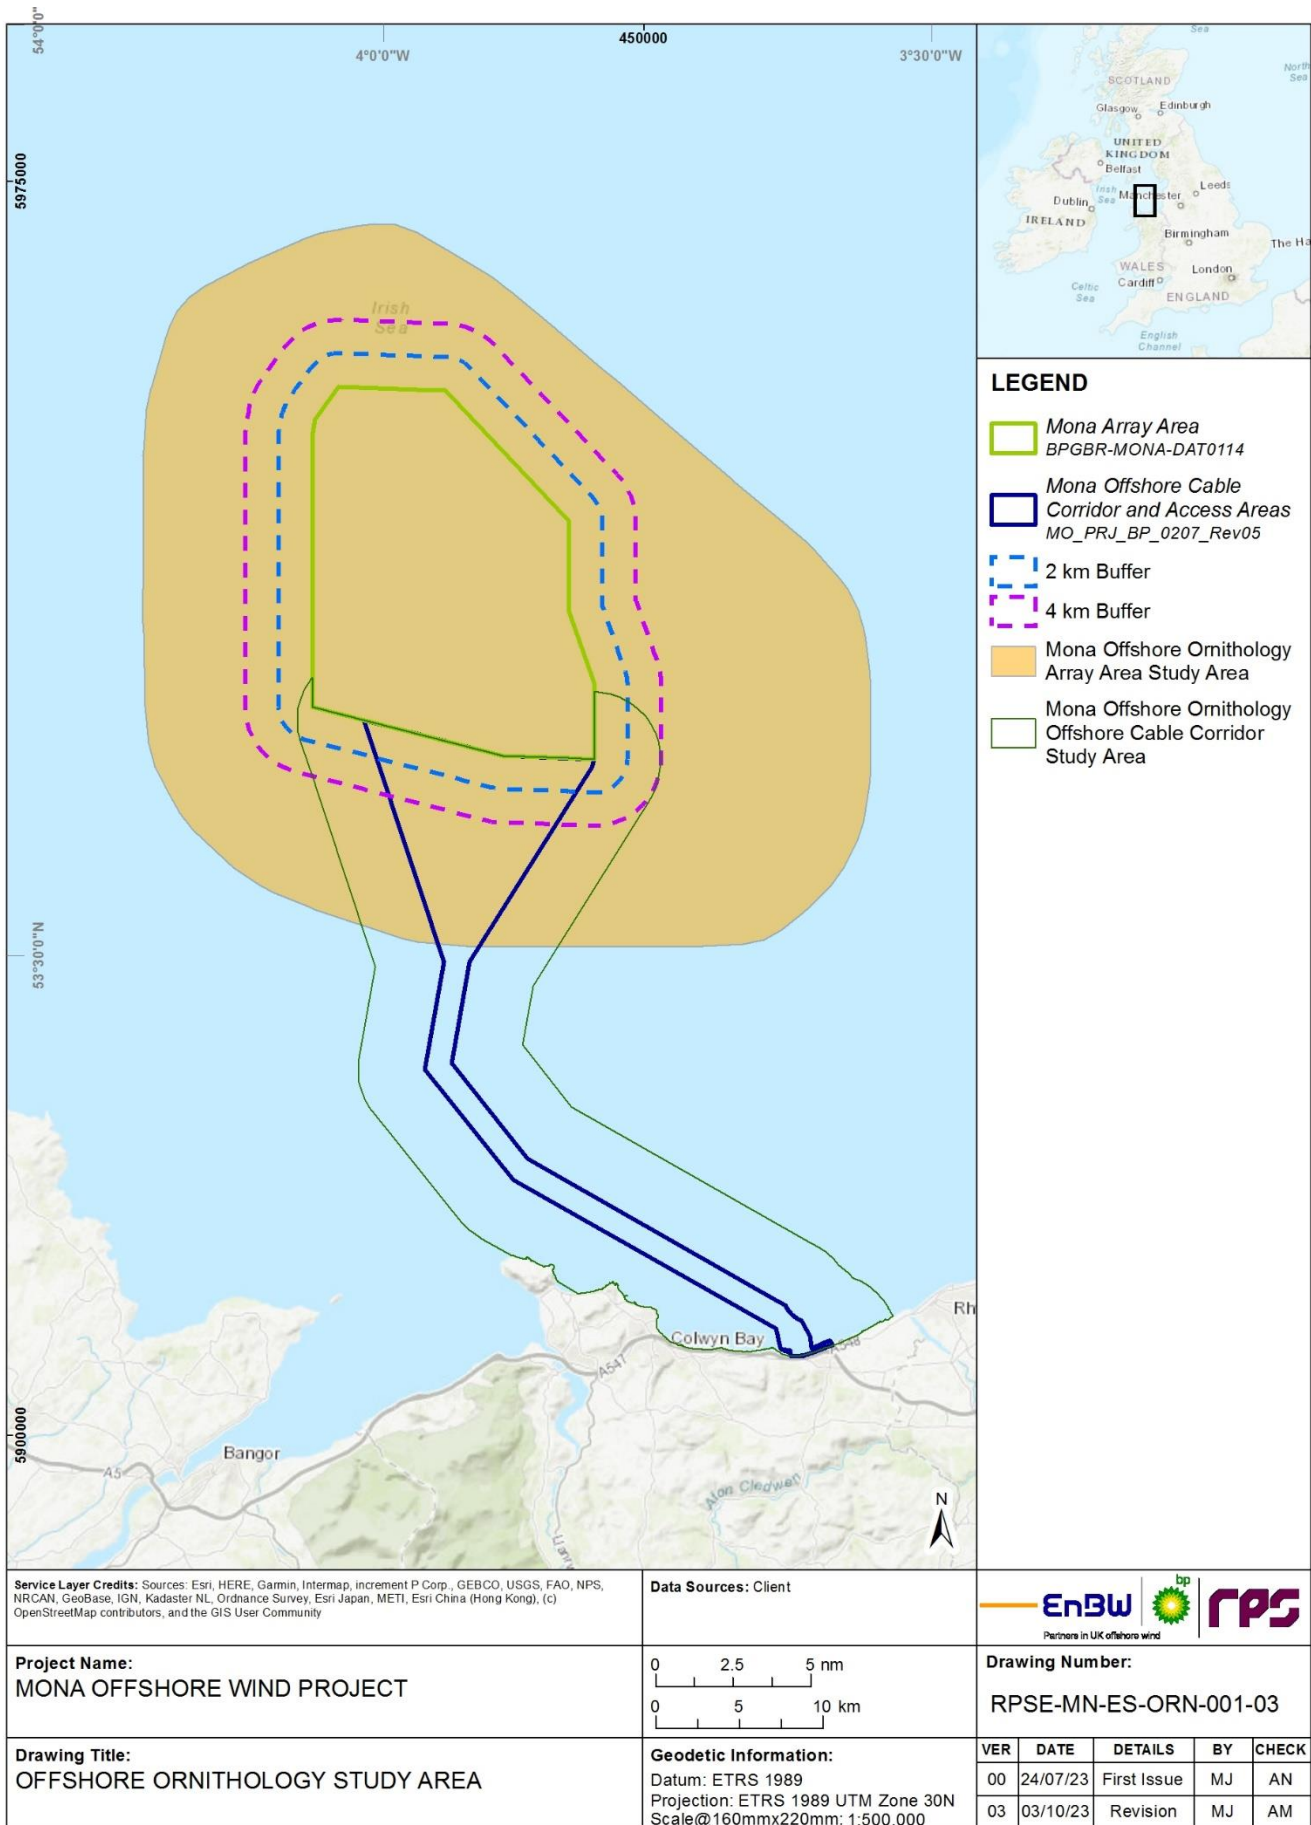 54°0'0"
4°0'0"W
450000
3°30'0"W
5975000
Irish
Sea
53°30'0"N
5900000
Colwyn Bay
Rh
A548
A541
Bangor
A5
Afon Cledwen
N
Sea
North
Sea
SCOTLAND
Glasgow
Edinburgh
UNITED
KINGDOM
Belfast
Irish
Sea
Manchester
Leeds
Dublin
IRELAND
Birmingham
The Ha
WALES
Cardiff
London
ENGLAND
Celtic
Sea
English
Channel
LEGEND
Mona Array Area
BPGBR-MONA-DAT0114
Mona Offshore Cable
Corridor and Access Areas
MO_PRJ_BP_0207_Rev05
2 km Buffer
4 km Buffer
Mona Offshore Ornithology
Array Area Study Area
Mona Offshore Ornithology
Offshore Cable Corridor
Study Area
Service Layer Credits: Sources: Esri, HERE, Garmin, Intermap, increment P Corp., GEBCO, USGS, FAO, NPS,
NRCAN, GeoBase, IGN, Kadaster NL, Ordnance Survey, Esri Japan, METI, Esri China (Hong Kong), (c)
OpenStreetMap contributors, and the GIS User Community
Data Sources: Client
EnBW bp rps
Partners in UK offshore wind
Project Name:
MONA OFFSHORE WIND PROJECT
0 2.5 5 nm
0 5 10 km
Drawing Number:
RPSE-MN-ES-ORN-001-03
Drawing Title:
OFFSHORE ORNITHOLOGY STUDY AREA
Geodetic Information:
Datum: ETRS 1989
Projection: ETRS 1989 UTM Zone 30N
Scale@160mmx220mm: 1:500,000
VER DATE DETAILS BY CHECK
00 24/07/23 First Issue MJ AN
03 03/10/23 Revision MJ AM